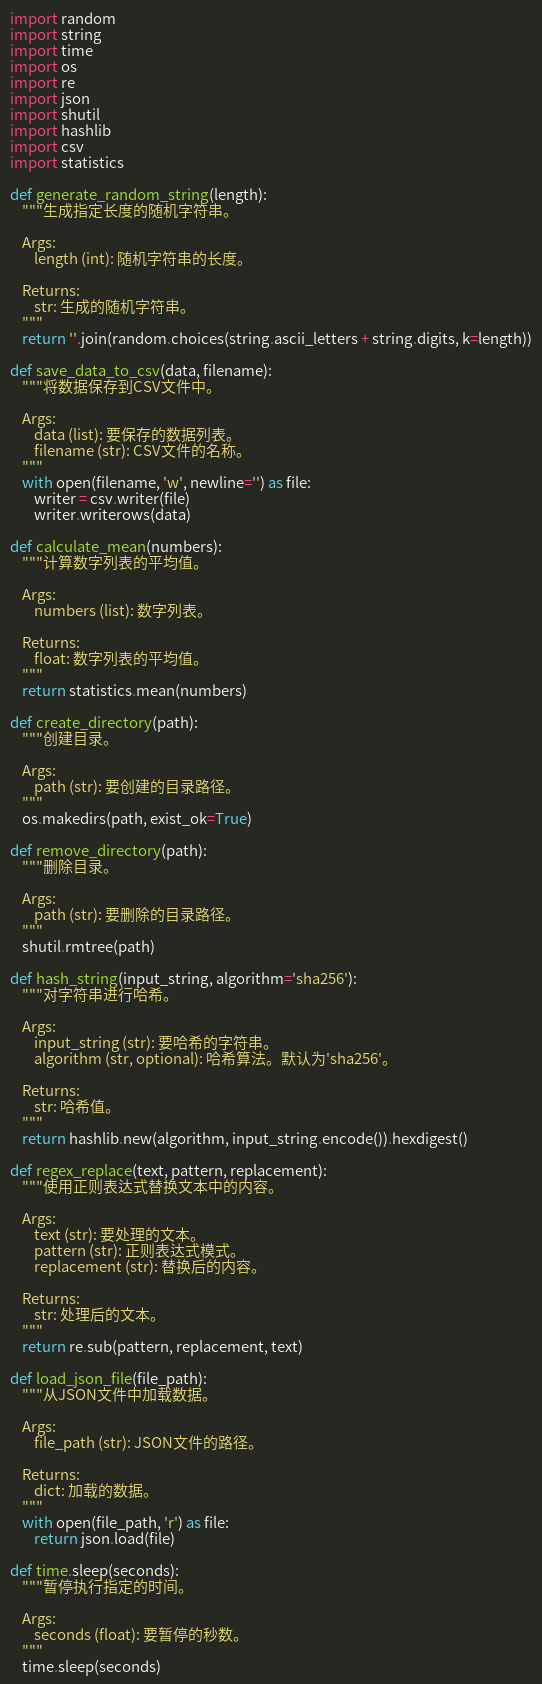 import random
import string
import time
import os
import re
import json
import shutil
import hashlib
import csv
import statistics

def generate_random_string(length):
    """生成指定长度的随机字符串。

    Args:
        length (int): 随机字符串的长度。

    Returns:
        str: 生成的随机字符串。
    """
    return ''.join(random.choices(string.ascii_letters + string.digits, k=length))

def save_data_to_csv(data, filename):
    """将数据保存到CSV文件中。

    Args:
        data (list): 要保存的数据列表。
        filename (str): CSV文件的名称。
    """
    with open(filename, 'w', newline='') as file:
        writer = csv.writer(file)
        writer.writerows(data)

def calculate_mean(numbers):
    """计算数字列表的平均值。

    Args:
        numbers (list): 数字列表。

    Returns:
        float: 数字列表的平均值。
    """
    return statistics.mean(numbers)

def create_directory(path):
    """创建目录。

    Args:
        path (str): 要创建的目录路径。
    """
    os.makedirs(path, exist_ok=True)

def remove_directory(path):
    """删除目录。

    Args:
        path (str): 要删除的目录路径。
    """
    shutil.rmtree(path)

def hash_string(input_string, algorithm='sha256'):
    """对字符串进行哈希。

    Args:
        input_string (str): 要哈希的字符串。
        algorithm (str, optional): 哈希算法。默认为'sha256'。

    Returns:
        str: 哈希值。
    """
    return hashlib.new(algorithm, input_string.encode()).hexdigest()

def regex_replace(text, pattern, replacement):
    """使用正则表达式替换文本中的内容。

    Args:
        text (str): 要处理的文本。
        pattern (str): 正则表达式模式。
        replacement (str): 替换后的内容。

    Returns:
        str: 处理后的文本。
    """
    return re.sub(pattern, replacement, text)

def load_json_file(file_path):
    """从JSON文件中加载数据。

    Args:
        file_path (str): JSON文件的路径。

    Returns:
        dict: 加载的数据。
    """
    with open(file_path, 'r') as file:
        return json.load(file)

def time.sleep(seconds):
    """暂停执行指定的时间。

    Args:
        seconds (float): 要暂停的秒数。
    """
    time.sleep(seconds)